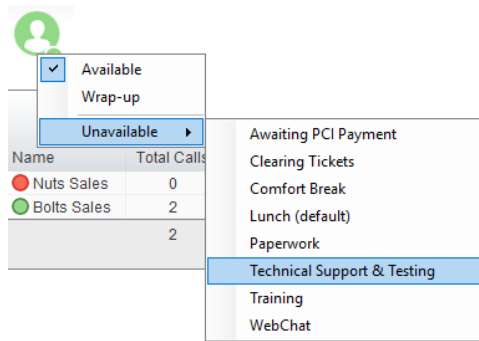 Available
Wrap-up
Unavailable
Awaiting PCI Payment
Clearing Tickets
Comfort Break
Lunch (default)
Paperwork
Technical Support & Testing
Training
WebChat
Name Total Calls
Nuts Sales 0
Bolts Sales 2
2